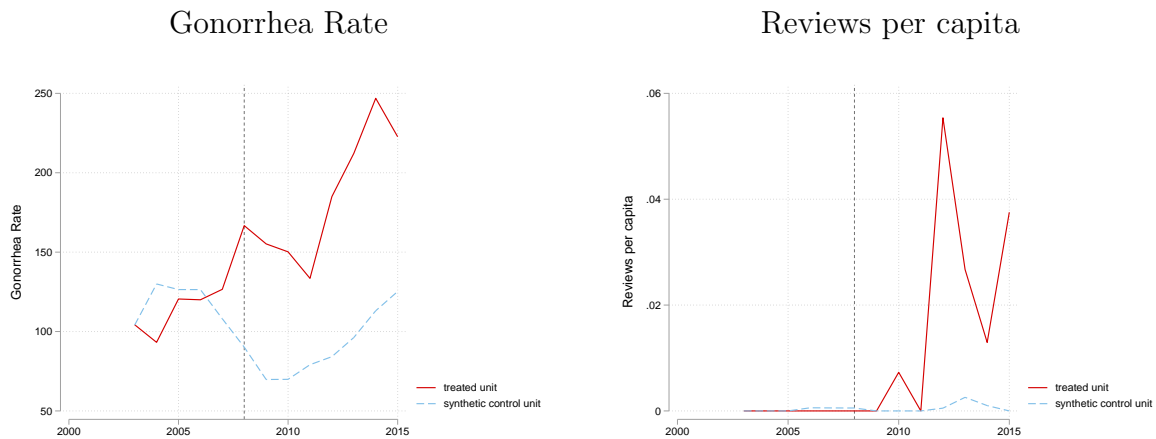 Gonorrhea Rate
Reviews per capita
250
200
150
100
50
Gonorrhea Rate
2000
2005
2010
2015
treated unit
synthetic control unit
.06
.04
.02
0
Reviews per capita
2000
2005
2010
2015
treated unit
synthetic control unit